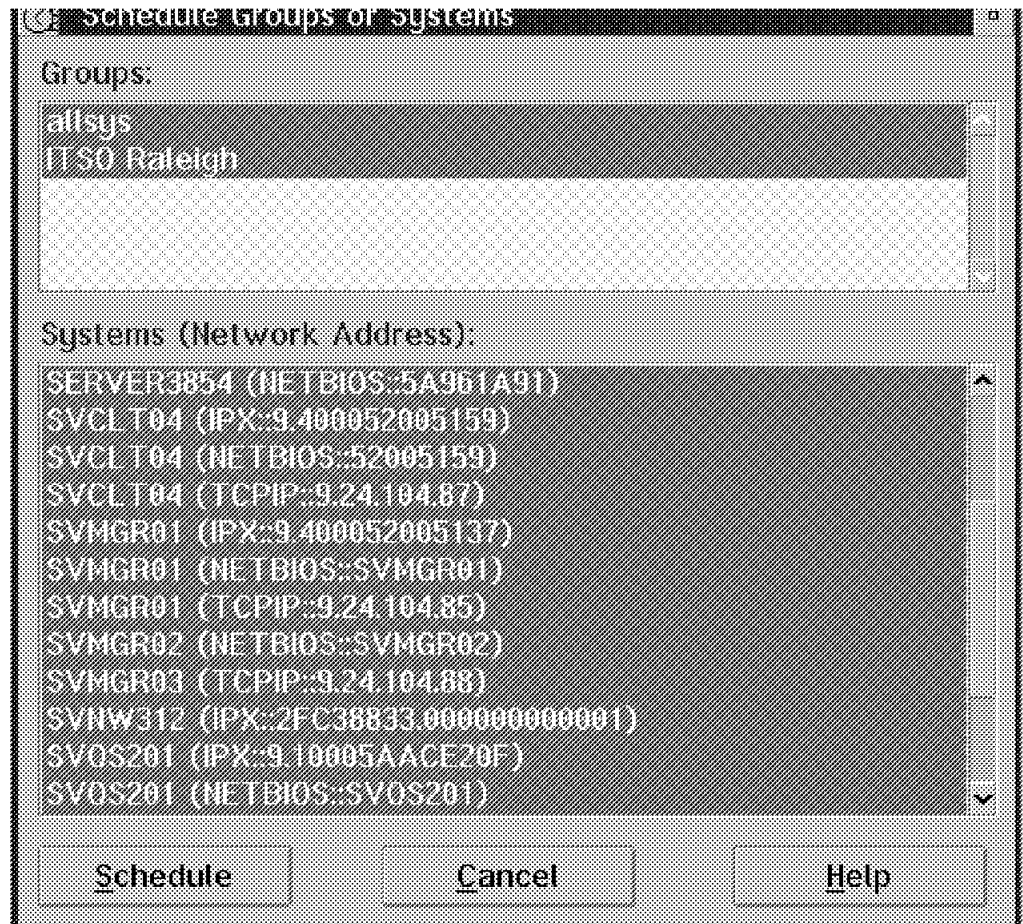 Schedule Groups of Systems
Groups:
allsys
ITSO Raleigh
Systems (Network Address):
SERVER3854 (NETBIOS::5A961A91)
SVCLT04 (IPX::9.400052005159)
SVCLT04 (NETBIOS::52005159)
SVCLT04 (TCPIP::9.24.104.87)
SVMGR01 (IPX::9.400052005137)
SVMGR01 (NETBIOS::SVMGR01)
SVMGR01 (TCPIP::9.24.104.85)
SVMGR02 (NETBIOS::SVMGR02)
SVMGR03 (TCPIP::9.24.104.88)
SVNW312 (IPX::2FC38833.000000000001)
SVOS201 (IPX::9.10005AACE20F)
SVOS201 (NETBIOS::SVOS201)
Schedule Cancel Help